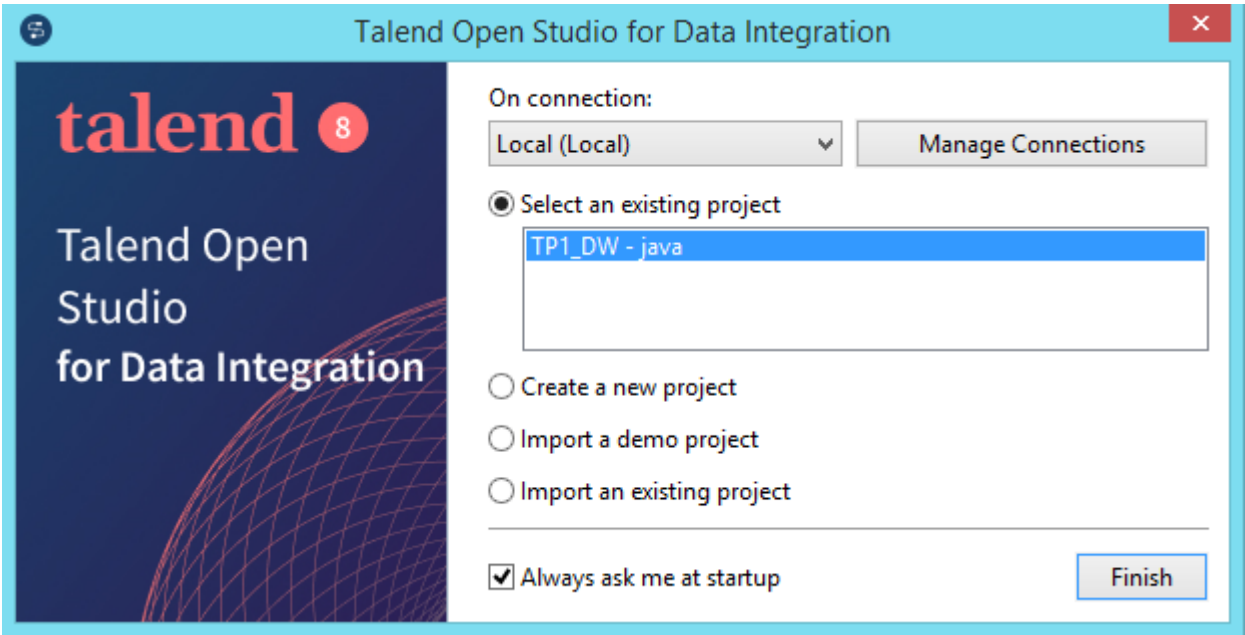 Talend Open Studio for Data Integration
talend 8
Talend Open
Studio
for Data Integration
On connection:
Local (Local)
Manage Connections
Select an existing project
TP1_DW - java
Create a new project
Import a demo project
Import an existing project
Always ask me at startup
Finish